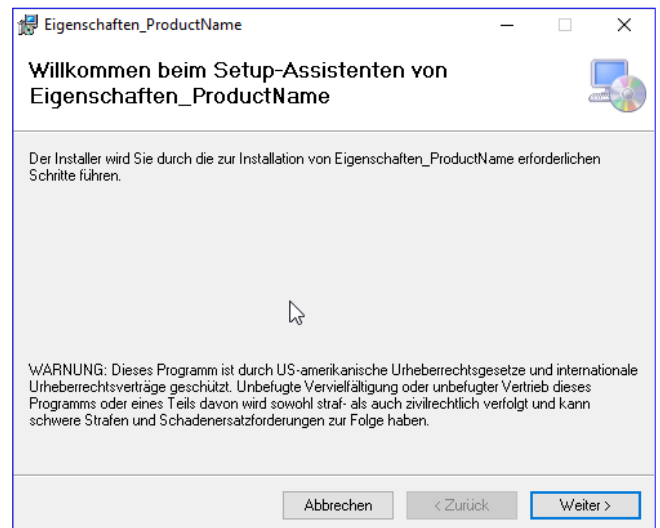 Eigenschaften_ProductName
Willkommen beim Setup-Assistenten von
Eigenschaften_ProductName
Der Installer wird Sie durch die zur Installation von Eigenschaften_ProductName erforderlichen
Schritte führen.
WARNUNG: Dieses Programm ist durch US-amerikanische Urheberrechtsgesetze und internationale
Urheberrechtsverträge geschützt. Unbefugte Vervielfältigung oder unbefugter Vertrieb dieses
Programms oder eines Teils davon wird sowohl straf- als auch zivilrechtlich verfolgt und kann
schwere Strafen und Schadenersatzforderungen zur Folge haben.
Abbrechen < Zurück Weiter >